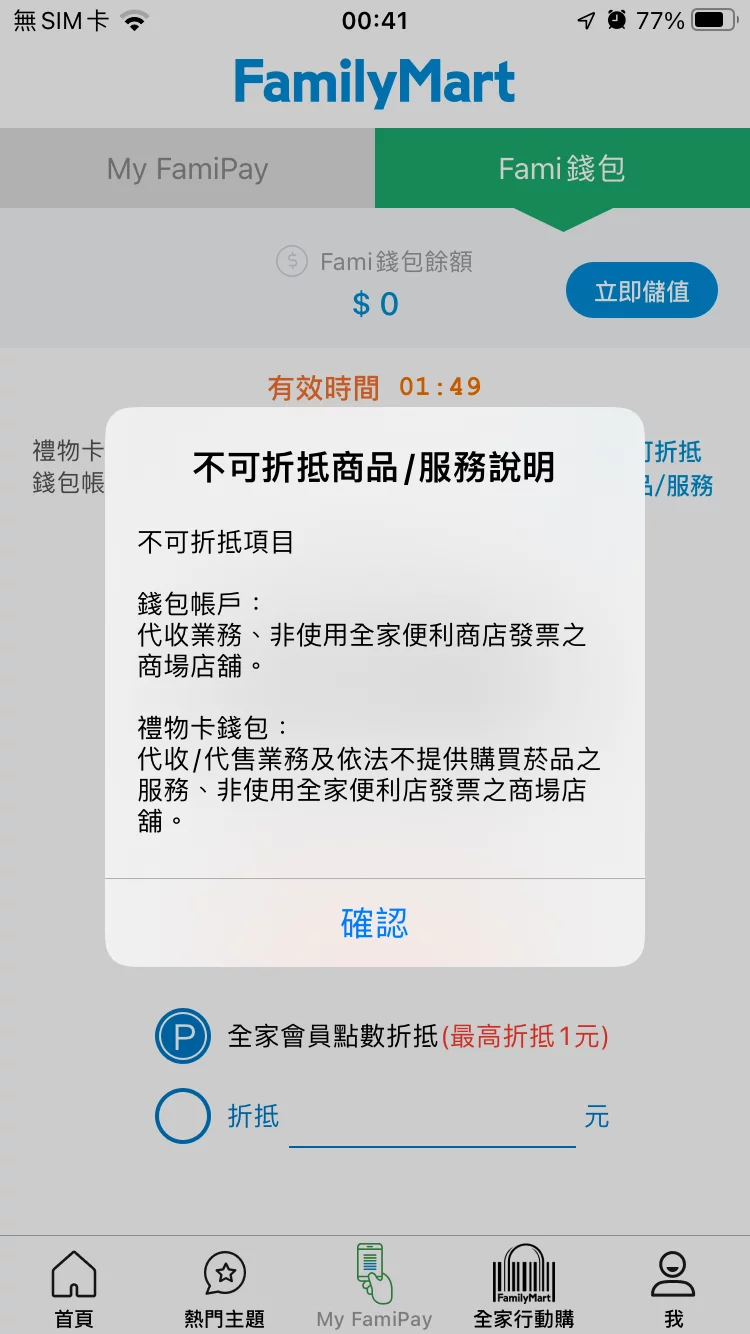 無SIM卡
00:41
77%
FamilyMart
My FamiPay
Fami錢包
Fami錢包餘額
$ 0
立即儲值
有效時間 01:49
禮物卡
錢包帳
折抵
/服務
不可折抵商品/服務說明
不可折抵項目
錢包帳戶：
代收業務、非使用全家便利商店發票之
商場店舖。
禮物卡錢包：
代收/代售業務及依法不提供購買菸品之
服務、非使用全家便利店發票之商場店
舖。
確認
P
全家會員點數折抵(最高折抵1元)
折抵
元
首頁
熱門主題
My FamiPay
FamilyMart
全家行動購
我